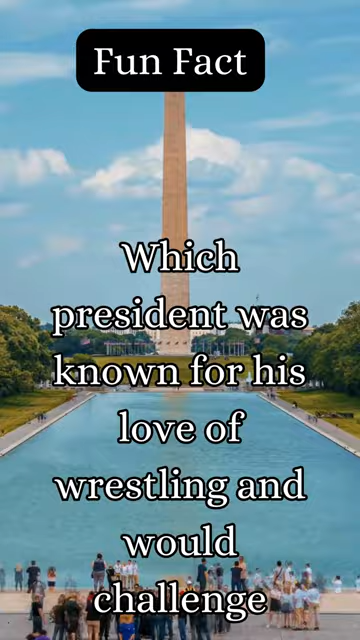 Fun Fact
Which
president was
known for his
love of
wrestling and
would
challenge